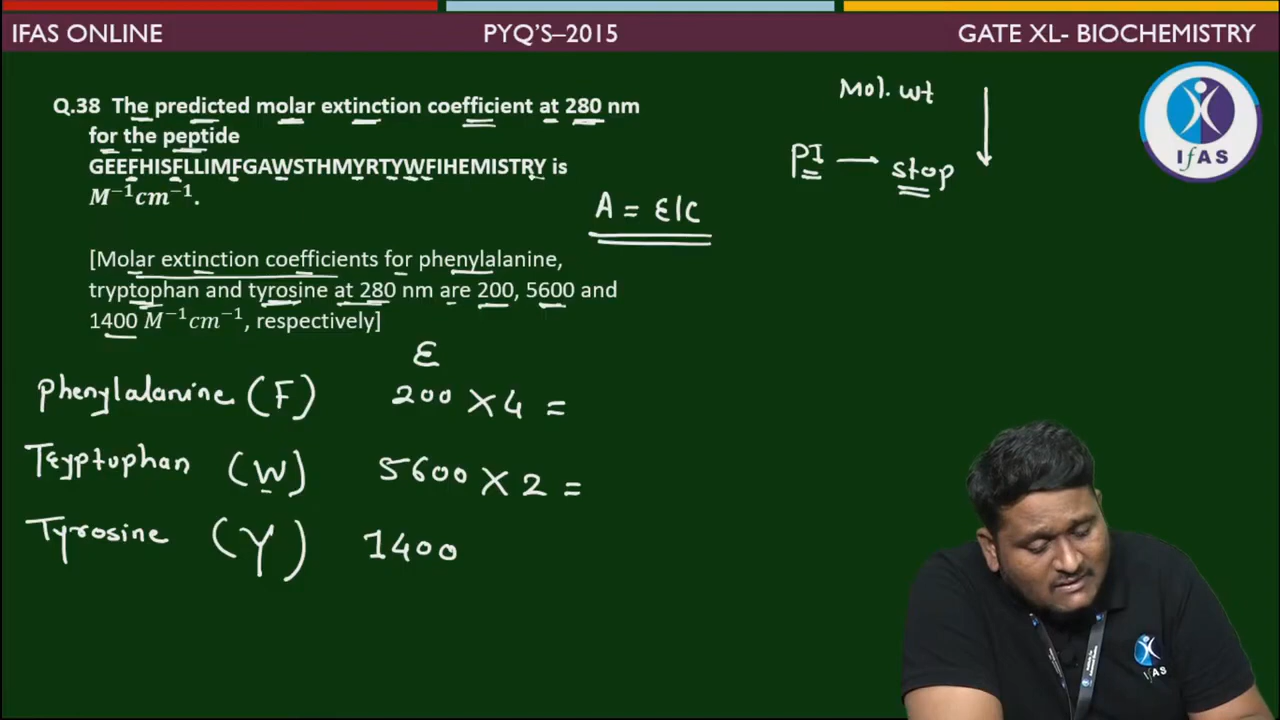 IFAS ONLINE
PYQ'S–2015
GATE XL- BIOCHEMISTRY
Q.38 The predicted molar extinction coefficient at 280 nm
for the peptide
GEEFHISFLLIMFGAWSTHMYRTYWFIHEMISTRY is
M⁻¹cm⁻¹.
[Molar extinction coefficients for phenylalanine,
tryptophan and tyrosine at 280 nm are 200, 5600 and
1400 M⁻¹cm⁻¹, respectively]
Mol. wt ↓
PI → stop
A = εlc
IfAS
ε
Phenylalanine (F) 200 × 4 =
Tryptophan (W) 5600 × 2 =
Tyrosine (Y) 1400
IfAS